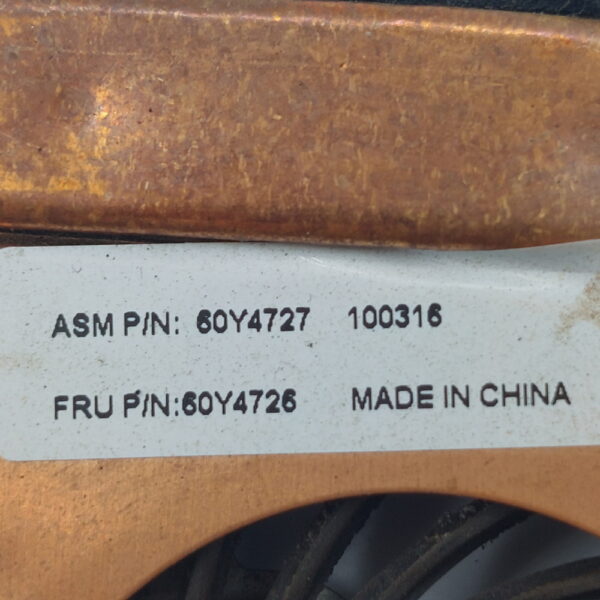 ASM P/N: 60Y4727 100316
FRU P/N:60Y4726 MADE IN CHINA